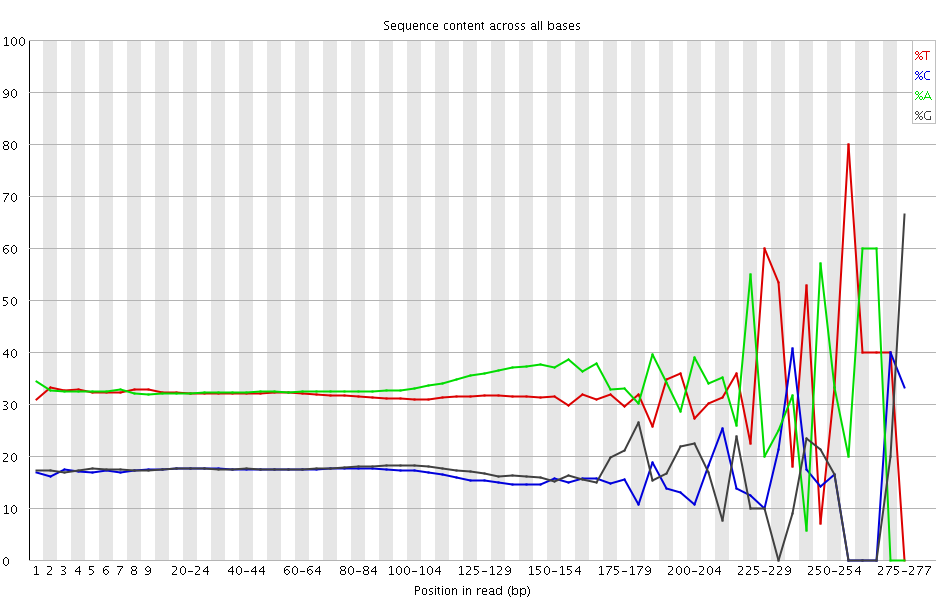 Sequence content across all bases
100
90
80
70
60
50
40
30
20
10
0
%T
%C
%A
%G
1 2 3 4 5 6 7 8 9 20-24 40-44 60-64 80-84 100-104 125-129 150-154 175-179 200-204 225-229 250-254 275-277
Position in read (bp)